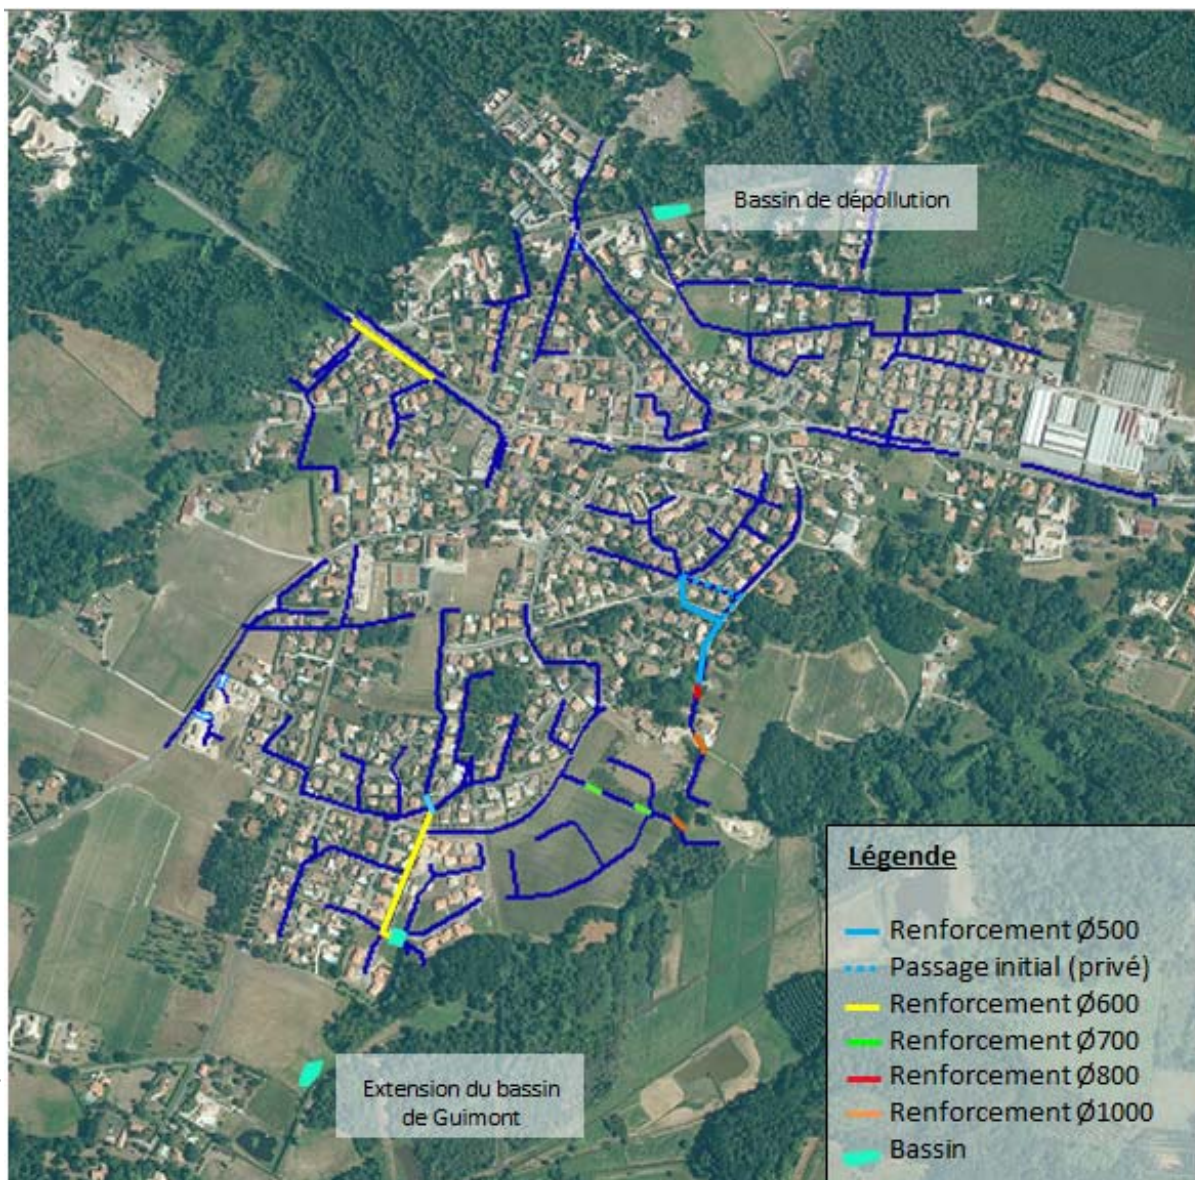 Bassin de dépollution
Extension du bassin
de Guimont
Légende
Renforcement Ø500
Passage initial (privé)
Renforcement Ø600
Renforcement Ø700
Renforcement Ø800
Renforcement Ø1000
Bassin